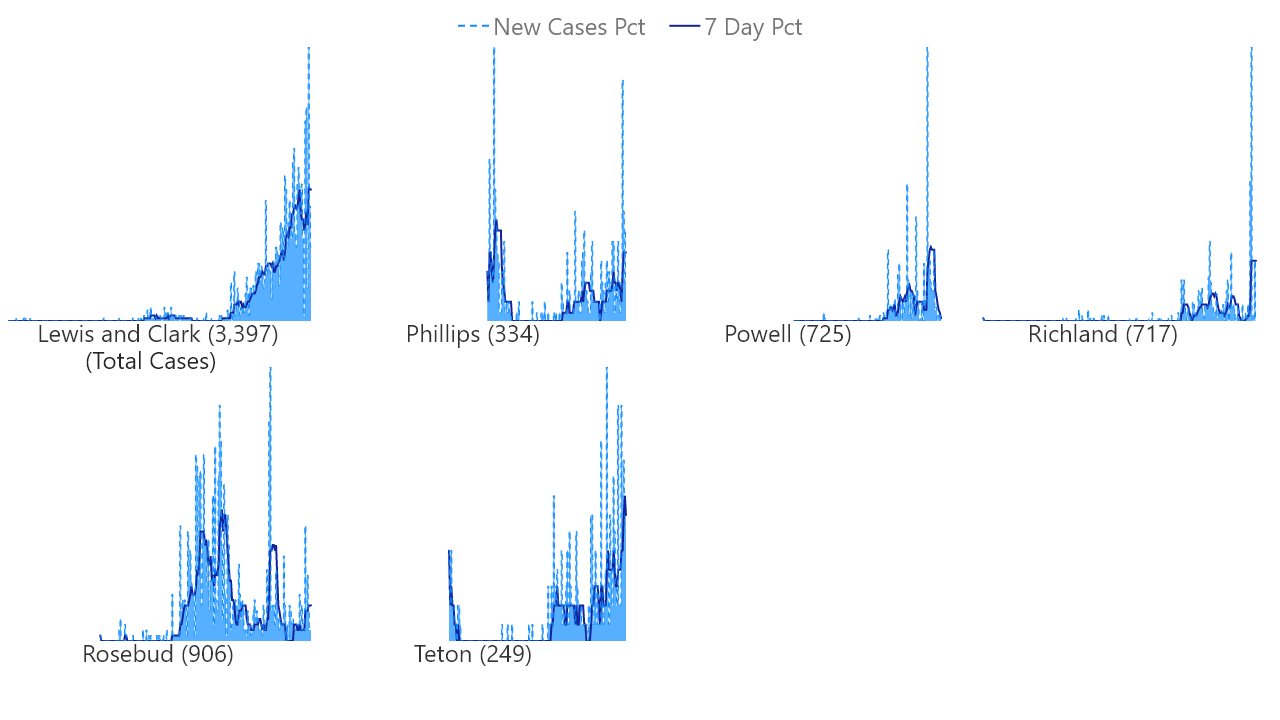 New Cases Pct 7 Day Pct
Lewis and Clark (3,397)
(Total Cases)
Phillips (334)
Powell (725)
Richland (717)
Rosebud (906)
Teton (249)